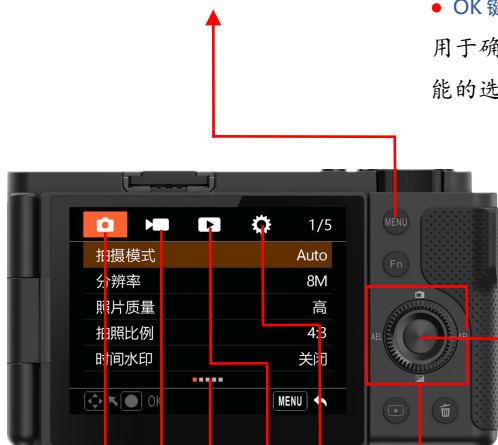 • OK 键
用于确
能的选
1/5
MENU
拍摄模式 Auto
Fn
分辨率 8M
照片质量 高
拍照比例 4:3
AEL AFL
时间水印 关闭
OK MENU